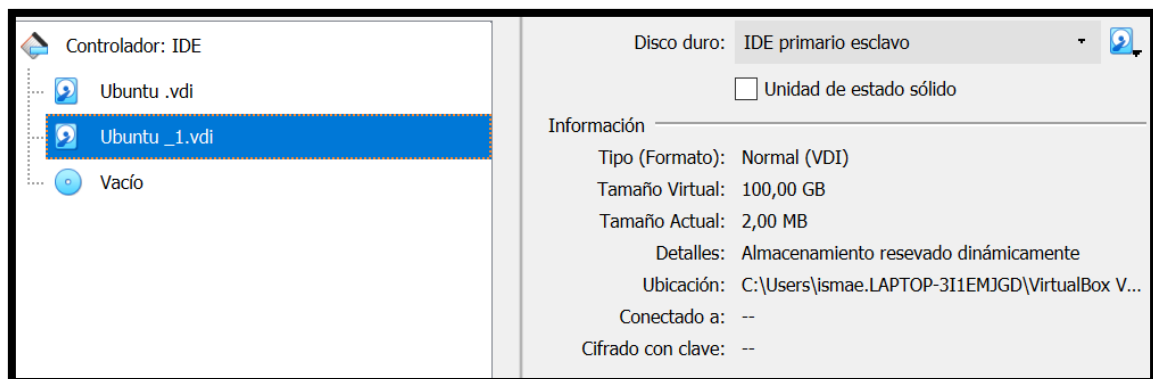 Controlador: IDE
Ubuntu .vdi
Ubuntu _1.vdi
Vacío
Disco duro: IDE primario esclavo
Unidad de estado sólido
Información
Tipo (Formato): Normal (VDI)
Tamaño Virtual: 100,00 GB
Tamaño Actual: 2,00 MB
Detalles: Almacenamiento resevado dinámicamente
Ubicación: C:\Users\ismae.LAPTOP-3I1EMJGD\VirtualBox V...
Conectado a: --
Cifrado con clave: --